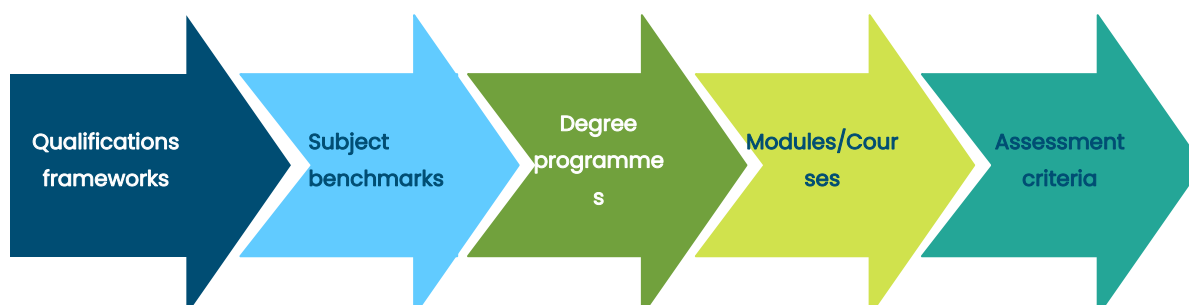 Qualifications
frameworks
Subject
benchmarks
Degree
programme
s
Modules/Cour
ses
Assessment
criteria